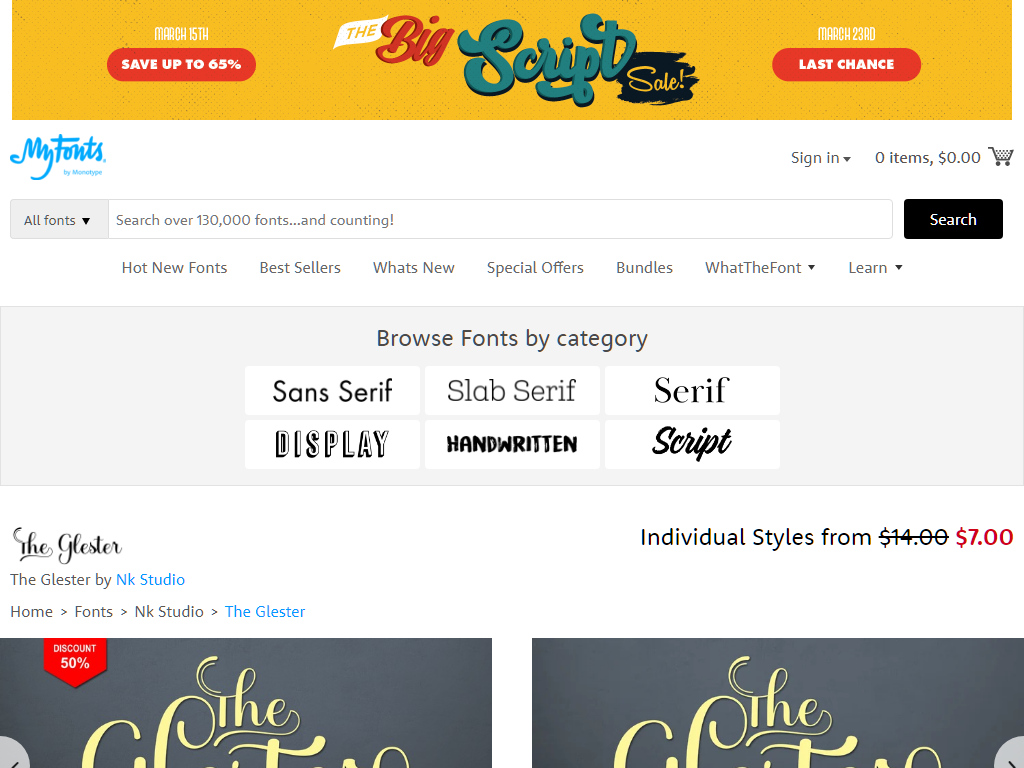 MARCH 15TH
SAVE UP TO 65%
THE Big Script Sale!
MARCH 23RD
LAST CHANCE
MyFonts
by Monotype
Sign in
0 items, $0.00
All fonts
Search over 130,000 fonts...and counting!
Search
Hot New Fonts
Best Sellers
Whats New
Special Offers
Bundles
WhatTheFont
Learn
Browse Fonts by category
Sans Serif
Slab Serif
Serif
DISPLAY
HANDWRITTEN
Script
The Glester
Individual Styles from $14.00 $7.00
The Glester by Nk Studio
Home > Fonts > Nk Studio > The Glester
DISCOUNT
50%
The
Glester
The
Glester